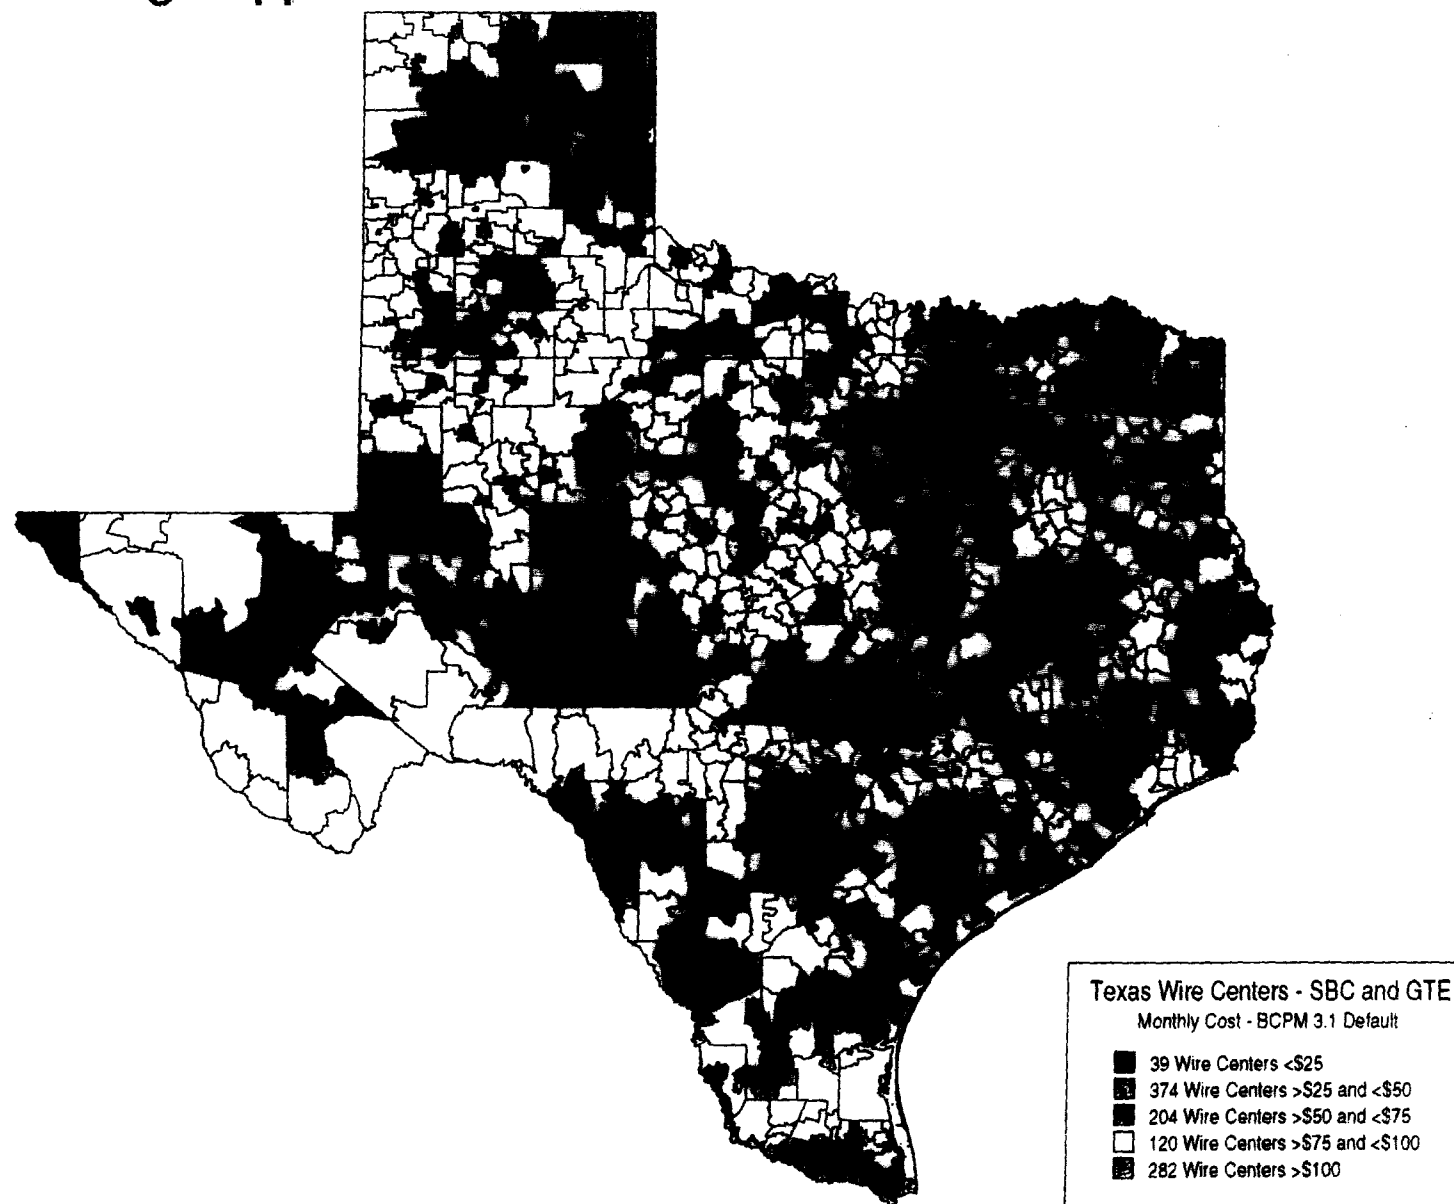 Texas Wire Centers - SBC and GTE
Monthly Cost - BCPM 3.1 Default
39 Wire Centers <$25
374 Wire Centers >$25 and <$50
204 Wire Centers >$50 and <$75
120 Wire Centers >$75 and <$100
282 Wire Centers >$100